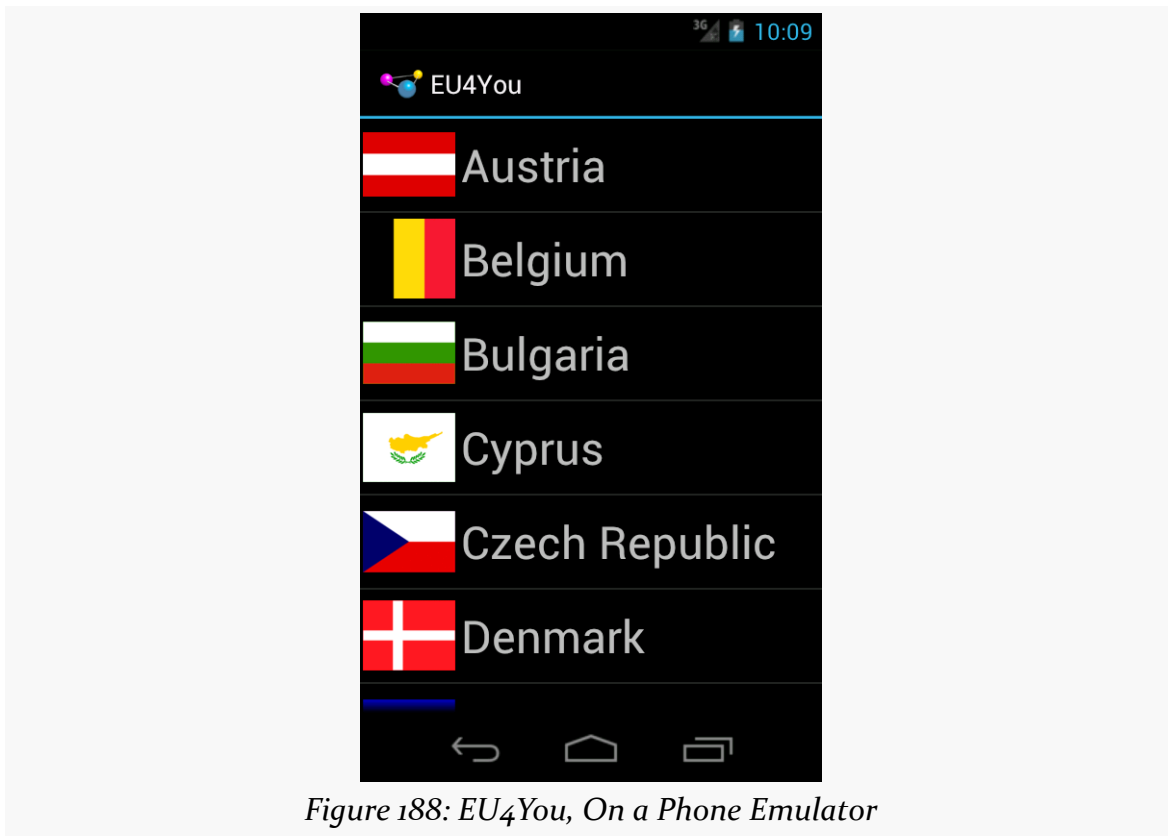 3G 10:09
EU4You
Austria
Belgium
Bulgaria
Cyprus
Czech Republic
Denmark
Figure 188: EU4You, On a Phone Emulator